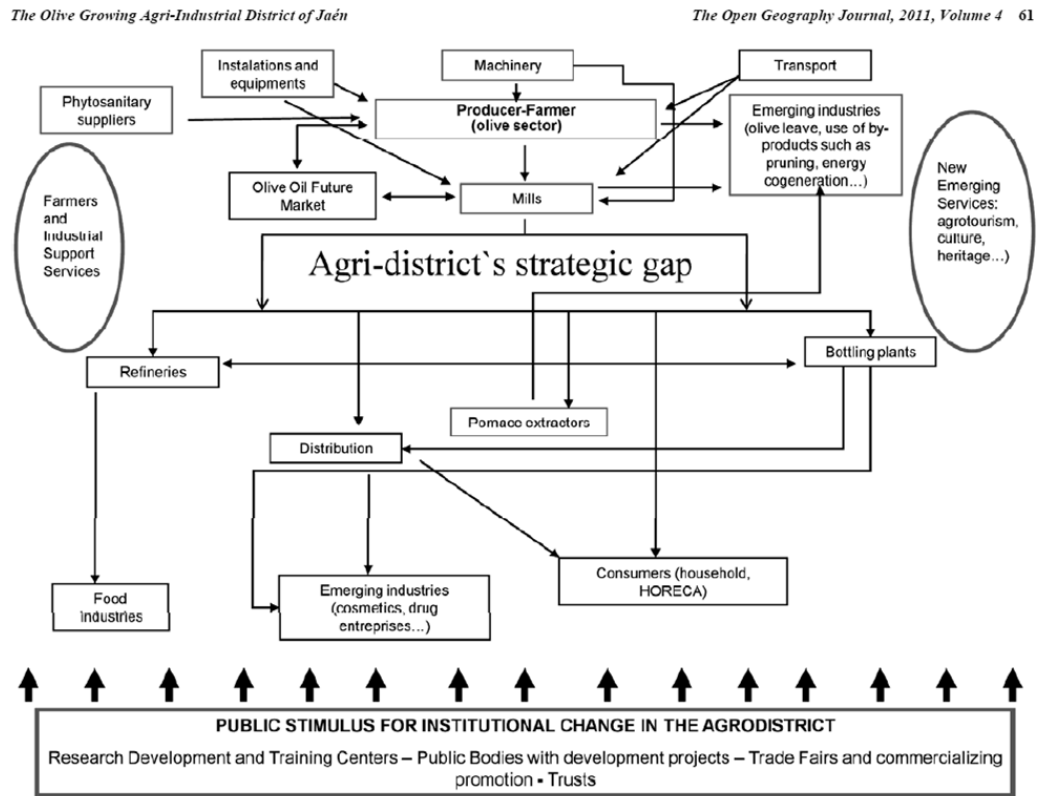 The Olive Growing Agri-Industrial District of Jaén
The Open Geography Journal, 2011, Volume 4 61
Instalations and
equipments
Machinery
Transport
Phytosanitary
suppliers
Producer-Farmer
(olive sector)
Emerging industries
(olive leave, use of by-
products such as
pruning, energy
cogeneration...)
Olive Oil Future
Market
Mills
Farmers
and
Industrial
Support
Services
New
Emerging
Services:
agrotourism,
culture,
heritage...)
Agri-district`s strategic gap
Refineries
Bottling plants
Pomace extractors
Distribution
Food
Industries
Emerging industries
(cosmetics, drug
entreprises...)
Consumers (household,
HORECA)
PUBLIC STIMULUS FOR INSTITUTIONAL CHANGE IN THE AGRODISTRICT
Research Development and Training Centers – Public Bodies with development projects – Trade Fairs and commercializing
promotion - Trusts